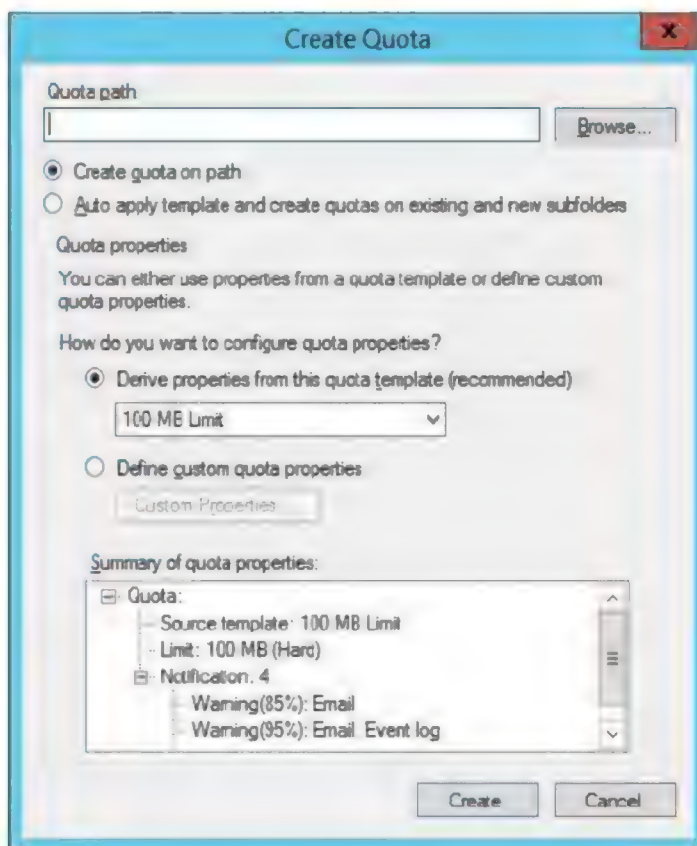 Create Quota
x
Quota path
Browse...
Create quota on path
Auto apply template and create quotas on existing and new subfolders
Quota properties
You can either use properties from a quota template or define custom
quota properties.
How do you want to configure quota properties?
Derive properties from this quota template (recommended)
100 MB Limit
Define custom quota properties
Custom Properties...
Summary of quota properties:
Quota:
Source template: 100 MB Limit
Limit: 100 MB (Hard)
Notification: 4
Warning(85%): Email
Warning(95%): Email Event log
Create
Cancel